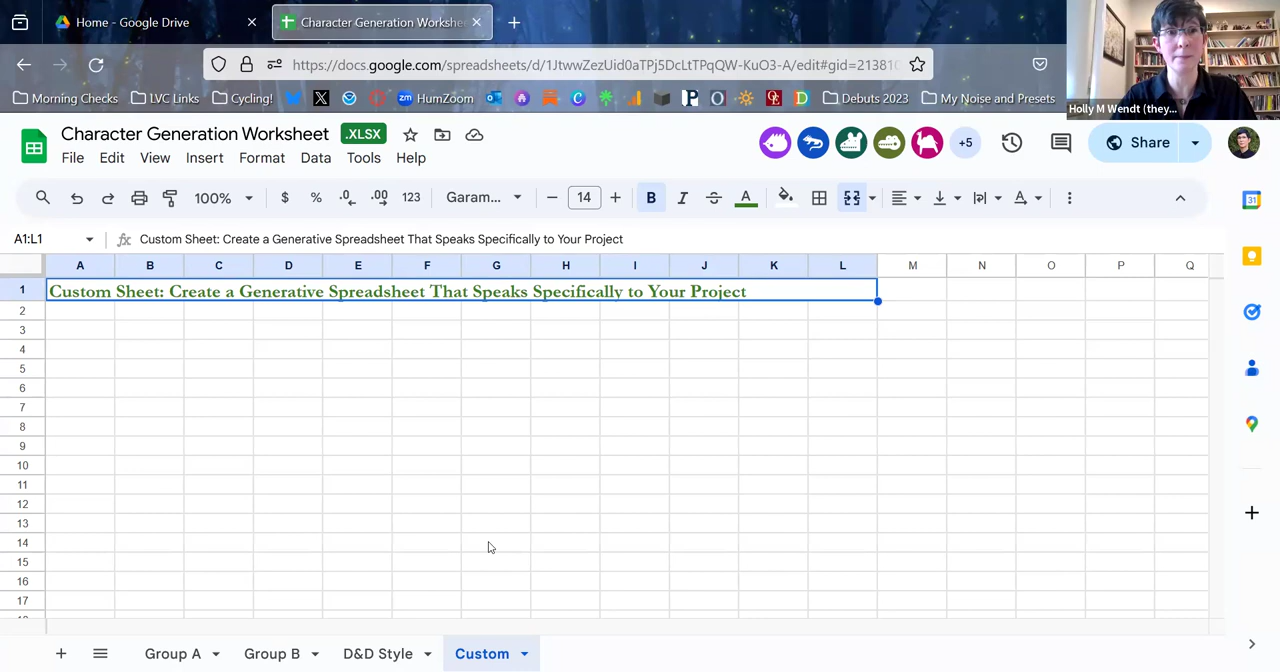 Home - Google Drive
Character Generation Workshe
https://docs.google.com/spreadsheets/d/1JtwwZezUid0aTPj5DcLtTPqQW-KuO3-A/edit#gid=21381
Morning Checks
LVC Links
Cycling!
HumZoom
Debuts 2023
My Noise and Presets
Holly M Wendt (they...
Character Generation Worksheet
.XLSX
File Edit View Insert Format Data Tools Help
+5
Share
100%
$ % .0 .00 123
Garam...
14
B I A
A1:L1
fx
Custom Sheet: Create a Generative Spreadsheet That Speaks Specifically to Your Project
A B C D E F G H I J K L M N O P Q
1
Custom Sheet: Create a Generative Spreadsheet That Speaks Specifically to Your Project
2
3
4
5
6
7
8
9
10
11
12
13
14
15
16
17
Group A
Group B
D&D Style
Custom